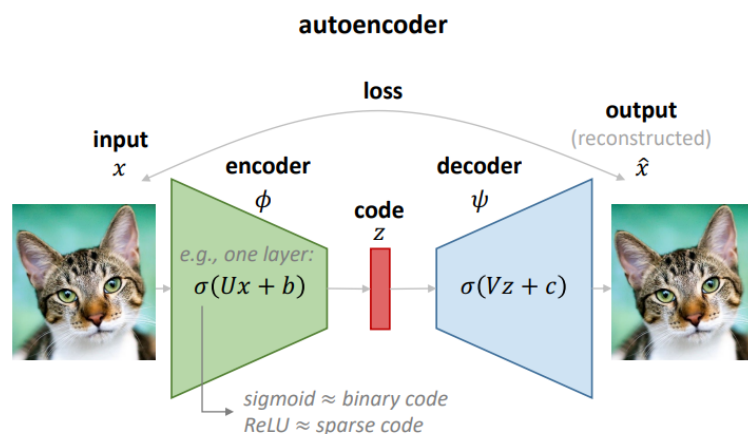 autoencoder
loss
input
x
encoder
ϕ
code
z
decoder
ψ
output
(reconstructed)
x̂
e.g., one layer:
σ(Ux + b)
σ(Vz + c)
sigmoid ≈ binary code
ReLU ≈ sparse code